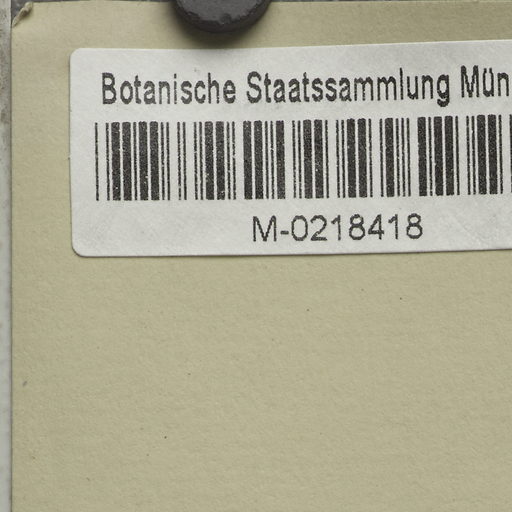 Botanische Staatssammlung Mün
M-0218418